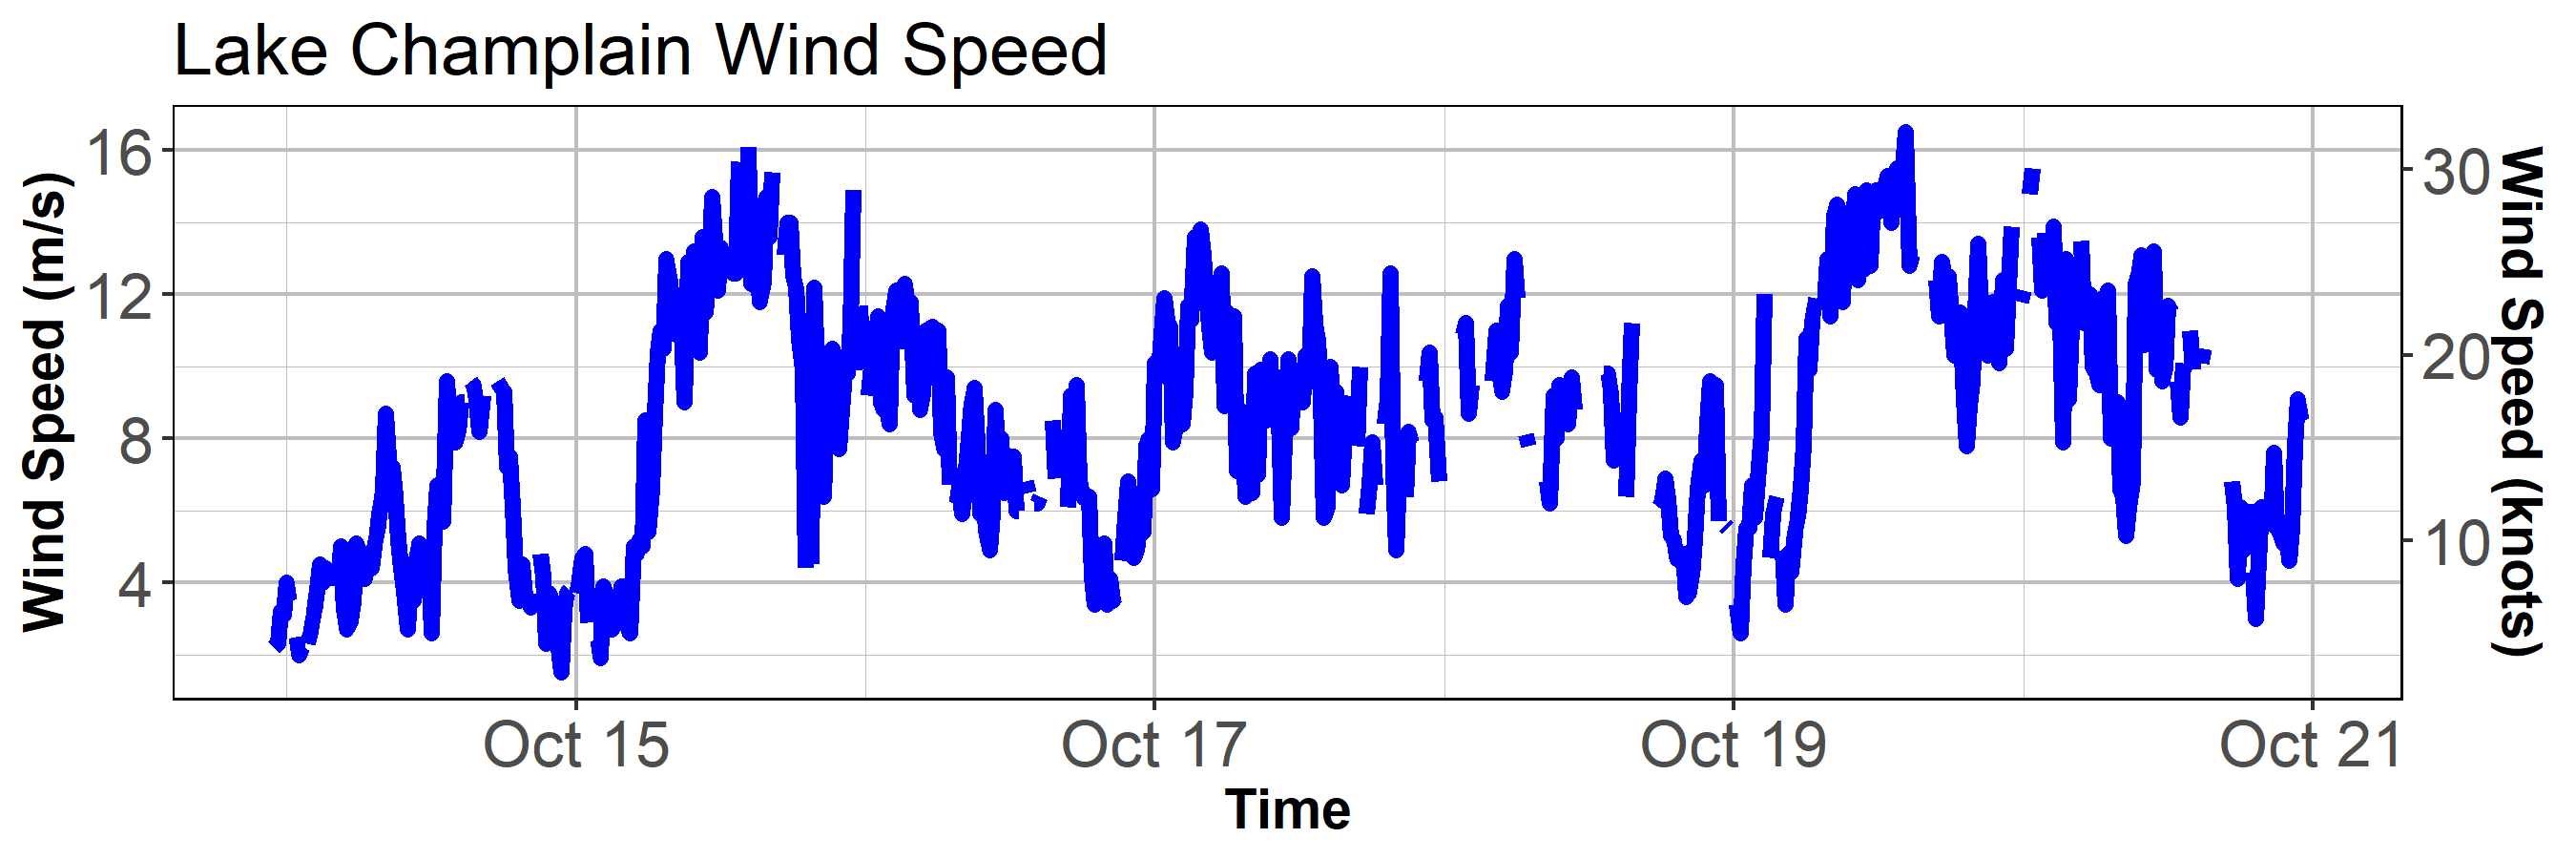 Lake Champlain Wind Speed
Wind Speed (m/s)
16
12
8
4
30
20
10
Wind Speed (knots)
Oct 15
Oct 17
Oct 19
Oct 21
Time